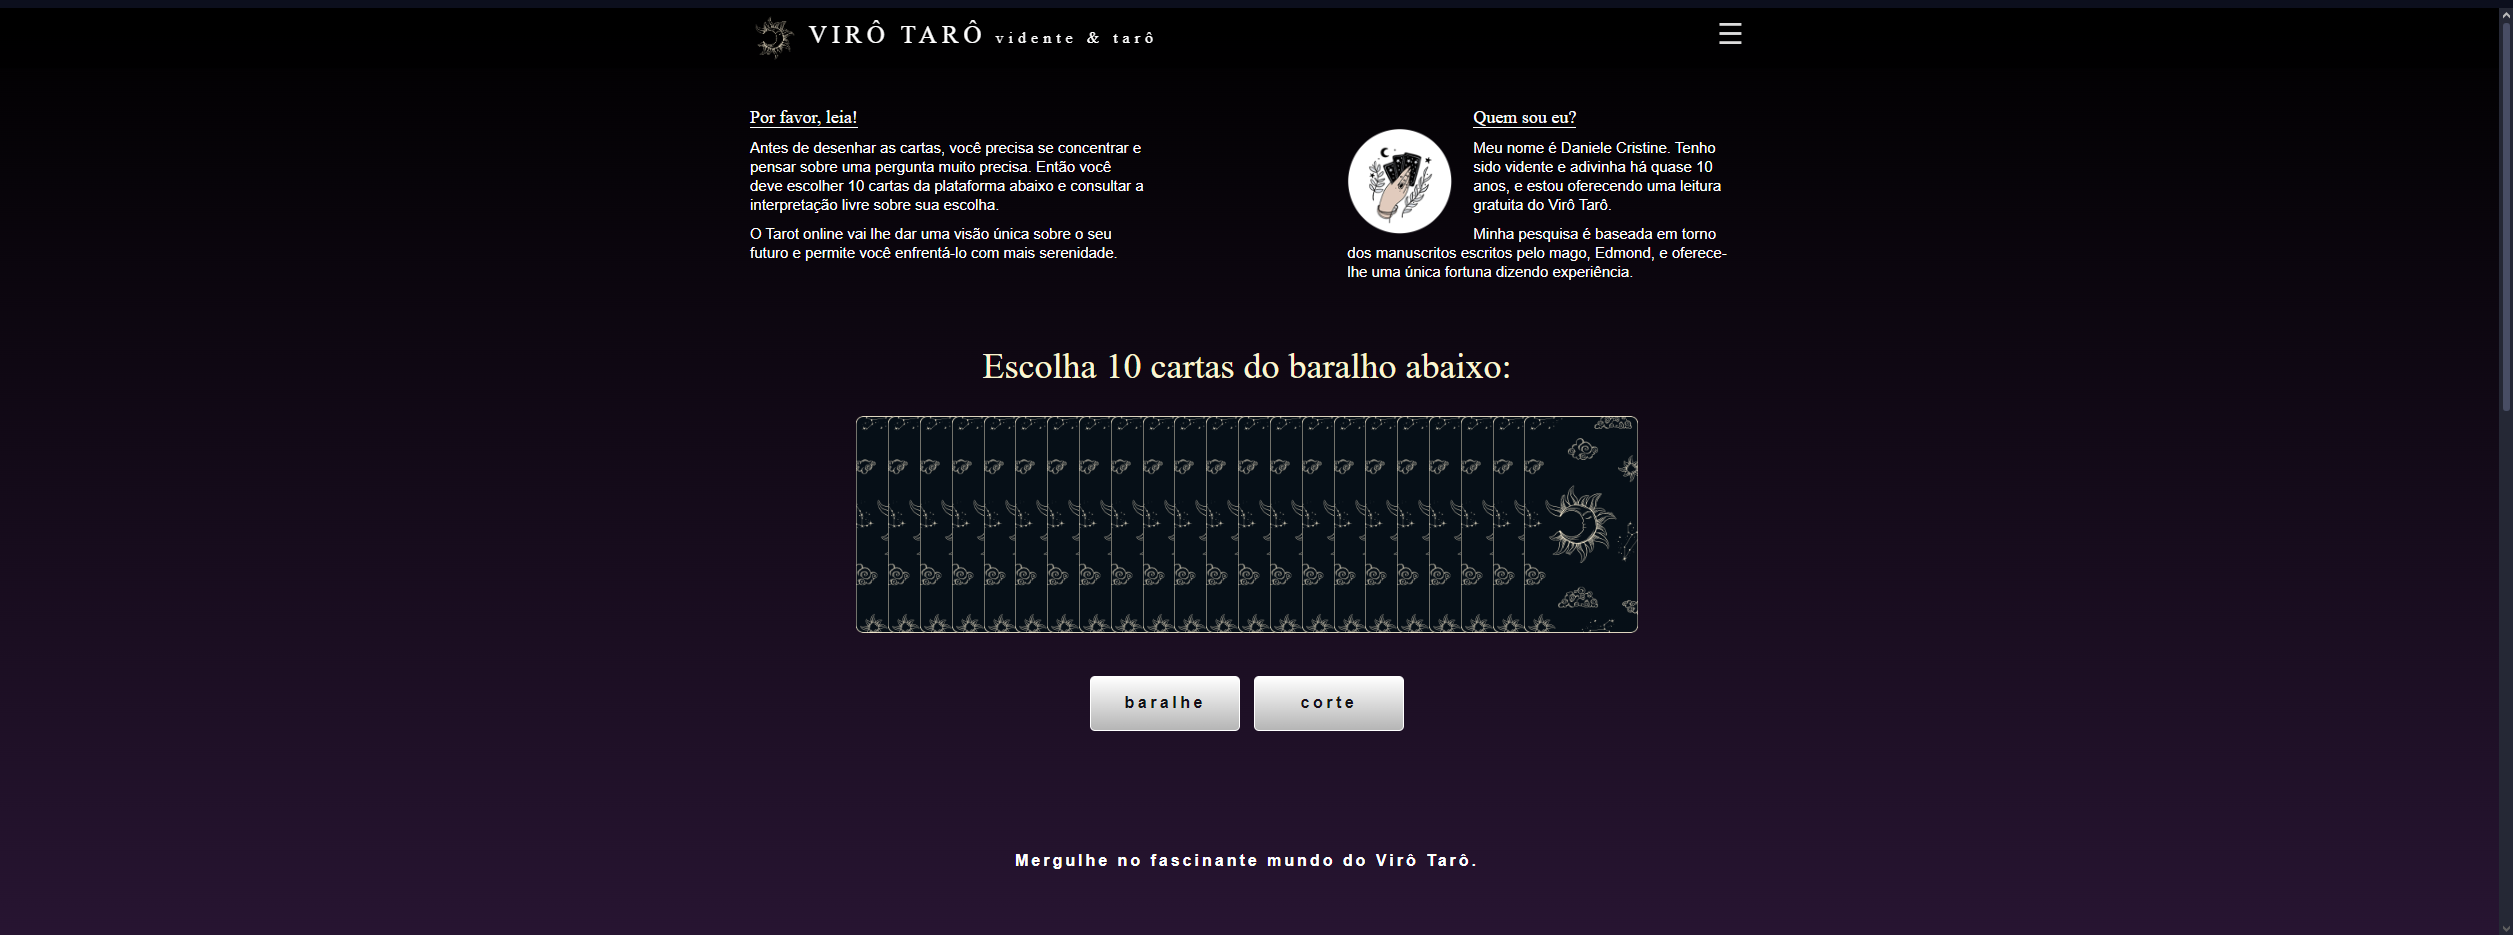 VIRÔ TARÔ vidente & tarô
Por favor, leia!
Antes de desenhar as cartas, você precisa se concentrar e
pensar sobre uma pergunta muito precisa. Então você
deve escolher 10 cartas da plataforma abaixo e consultar a
interpretação livre sobre sua escolha.
O Tarot online vai lhe dar uma visão única sobre o seu
futuro e permite você enfrentá-lo com mais serenidade.
Quem sou eu?
Meu nome é Daniele Cristine. Tenho
sido vidente e adivinha há quase 10
anos, e estou oferecendo uma leitura
gratuita do Virô Tarô.
Minha pesquisa é baseada em torno
dos manuscritos escritos pelo mago, Edmond, e oferece-
lhe uma única fortuna dizendo experiência.
Escolha 10 cartas do baralho abaixo:
baralhe
corte
Mergulhe no fascinante mundo do Virô Tarô.